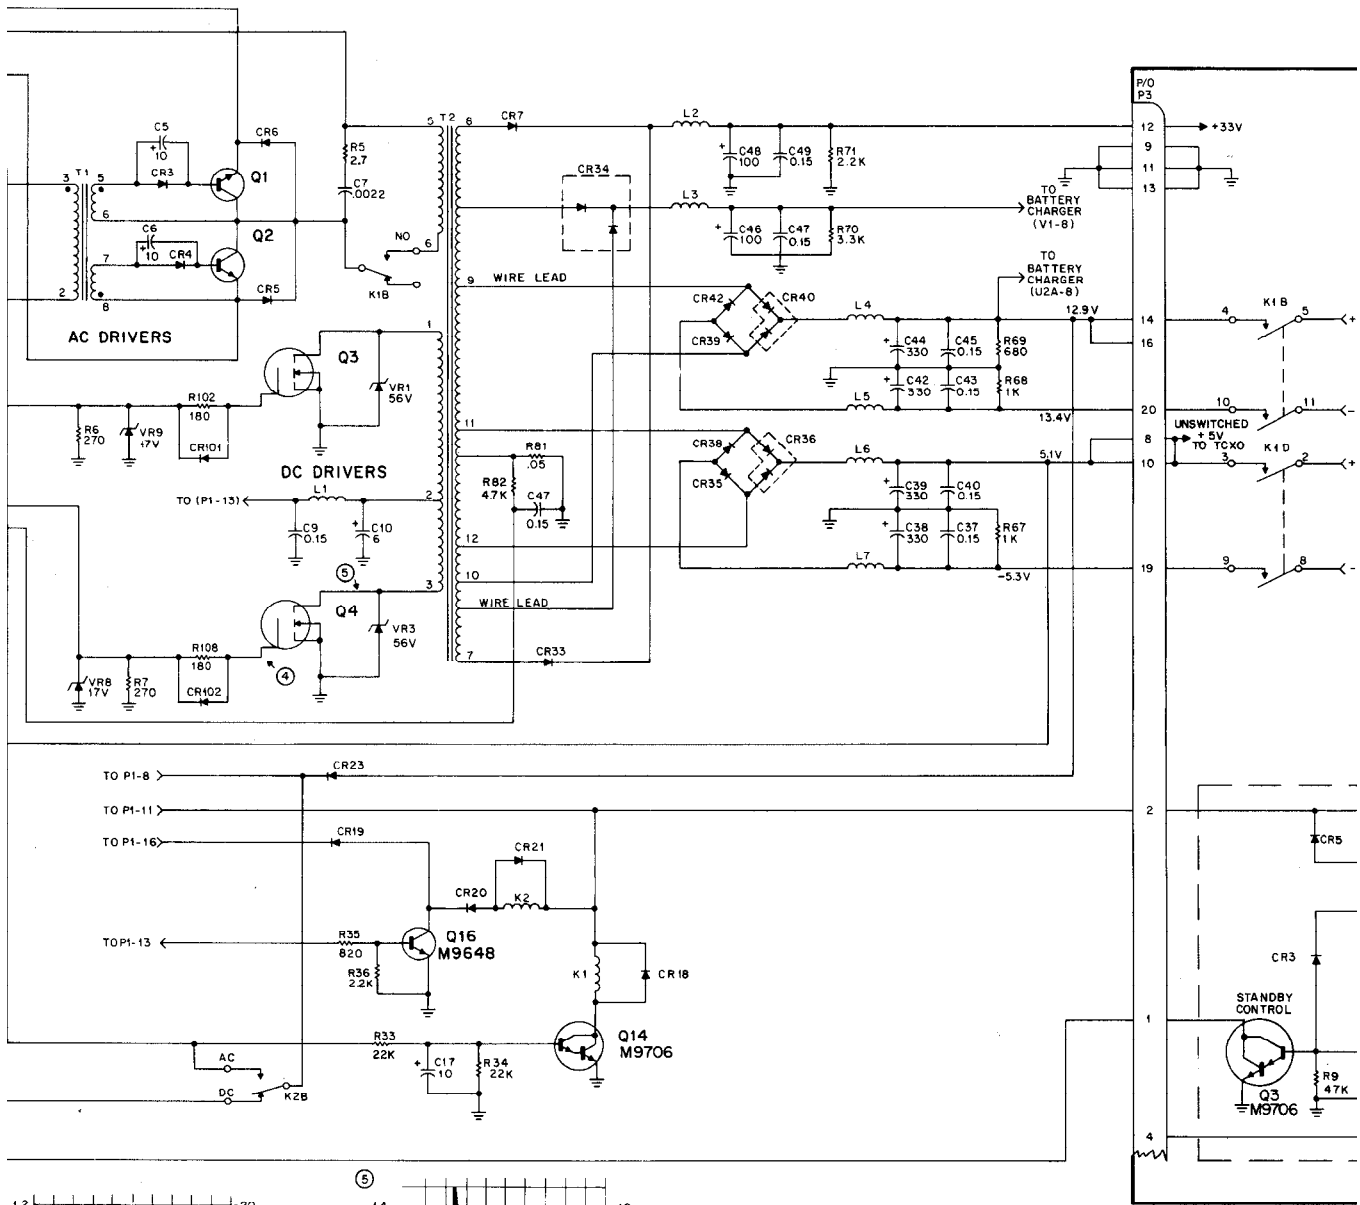 P/O
P3
12
+33V
9
11
13
C5
+
10
CR3
CR6
Q1
T1
3
5
6
C6
+
10
CR4
Q2
7
8
2
CR5
AC DRIVERS
R5
2.7
C7
.0022
NO
6
K1B
5
T2
6
CR7
L2
+
C48
100
C49
0.15
R71
2.2K
CR34
L3
+
C46
100
C47
0.15
R70
3.3K
TO
BATTERY
CHARGER
(V1-8)
TO
BATTERY
CHARGER
(U2A-8)
WIRE LEAD
9
CR42
CR40
CR39
L4
12.9V
14
16
4
K1B
5
+
+
C44
330
C45
0.15
R69
680
+
C42
330
C43
0.15
R68
1K
L5
13.4V
20
10
11
–
1
Q3
VR1
56V
R102
180
R6
270
VR9
17V
CR101
DC DRIVERS
TO (P1-13)
L1
2
C9
0.15
+
C10
6
11
R81
.05
R82
4.7K
C47
0.15
CR38
CR36
CR35
L6
5.1V
8
UNSWITCHED
+5V
TO TCXO
K1D
10
3
2
+
+
C39
330
C40
0.15
+
C38
330
C37
0.15
R67
1K
12
L7
-5.3V
19
9
8
–
10
5
3
Q4
WIRE LEAD
VR3
56V
R108
180
VR8
17V
R7
270
CR102
4
7
CR33
TO P1-8
CR23
TO P1-11
2
TO P1-16
CR19
CR21
CR5
CR20
K2
TO P1-13
R35
820
Q16
M9648
R36
2.2K
K1
CR18
CR3
STANDBY
CONTROL
1
R33
22K
+
C17
10
R34
22K
Q14
M9706
AC
DC
K2B
Q3
M9706
R9
47K
4
5